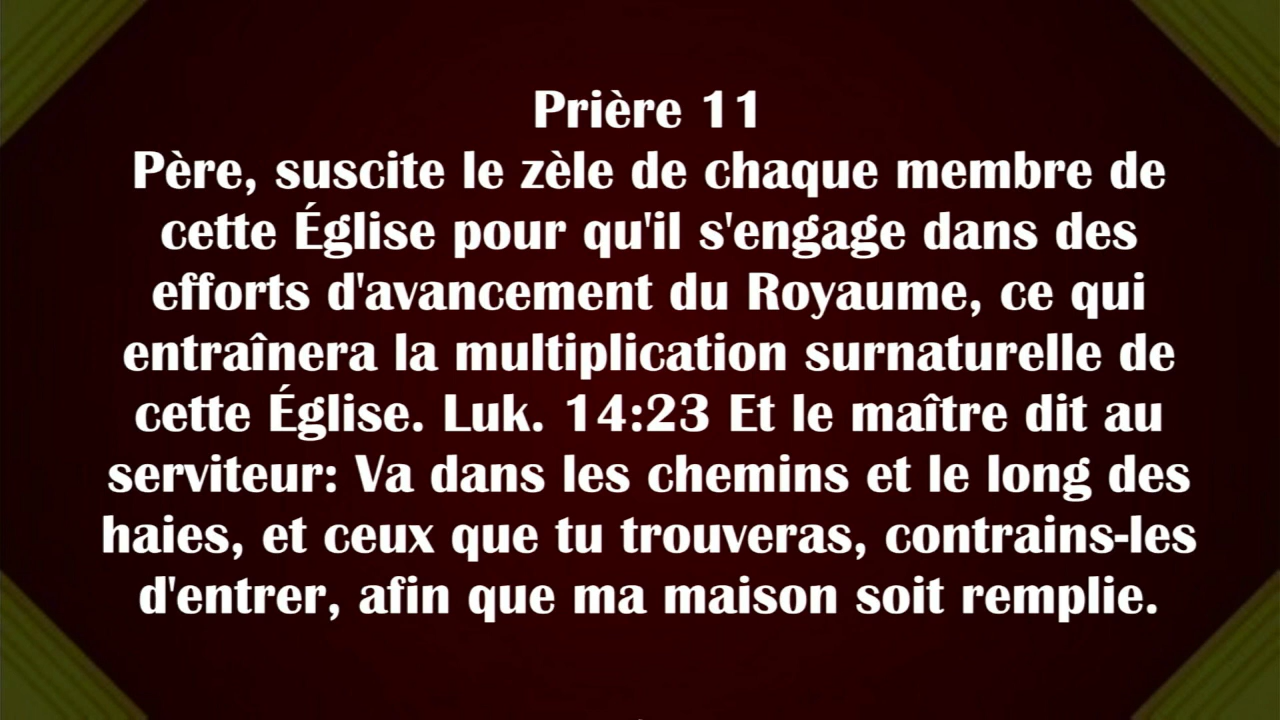 Prière 11
Père, suscite le zèle de chaque membre de
cette Église pour qu'il s'engage dans des
efforts d'avancement du Royaume, ce qui
entraînera la multiplication surnaturelle de
cette Église. Luk. 14:23 Et le maître dit au
serviteur: Va dans les chemins et le long des
haies, et ceux que tu trouveras, contrains-les
d'entrer, afin que ma maison soit remplie.